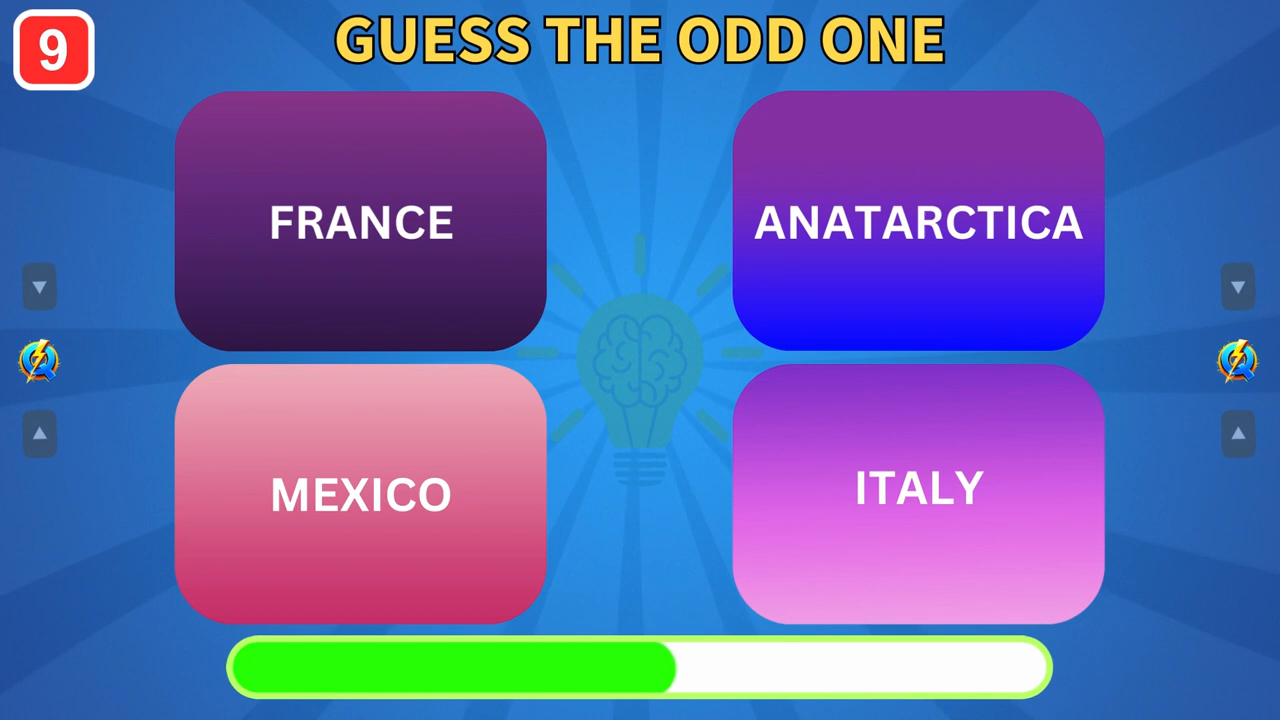 9
GUESS THE ODD ONE
FRANCE
ANATARCTICA
MEXICO
ITALY